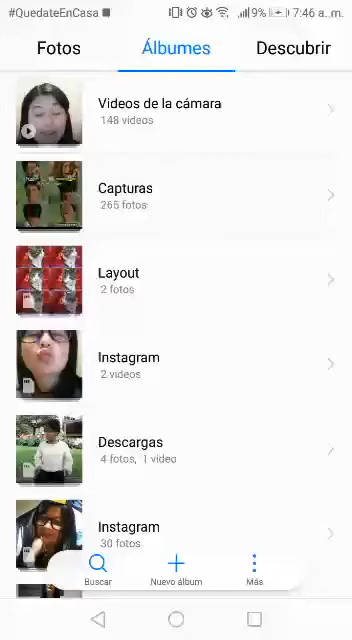 #QuedateEnCasa 9% 7:46 a. m.
Fotos Álbumes Descubrir
Videos de la cámara
148 videos
Capturas
265 fotos
Layout
2 fotos
Instagram
2 videos
Descargas
4 fotos, 1 video
Instagram
30 fotos
Buscar Nuevo álbum Más